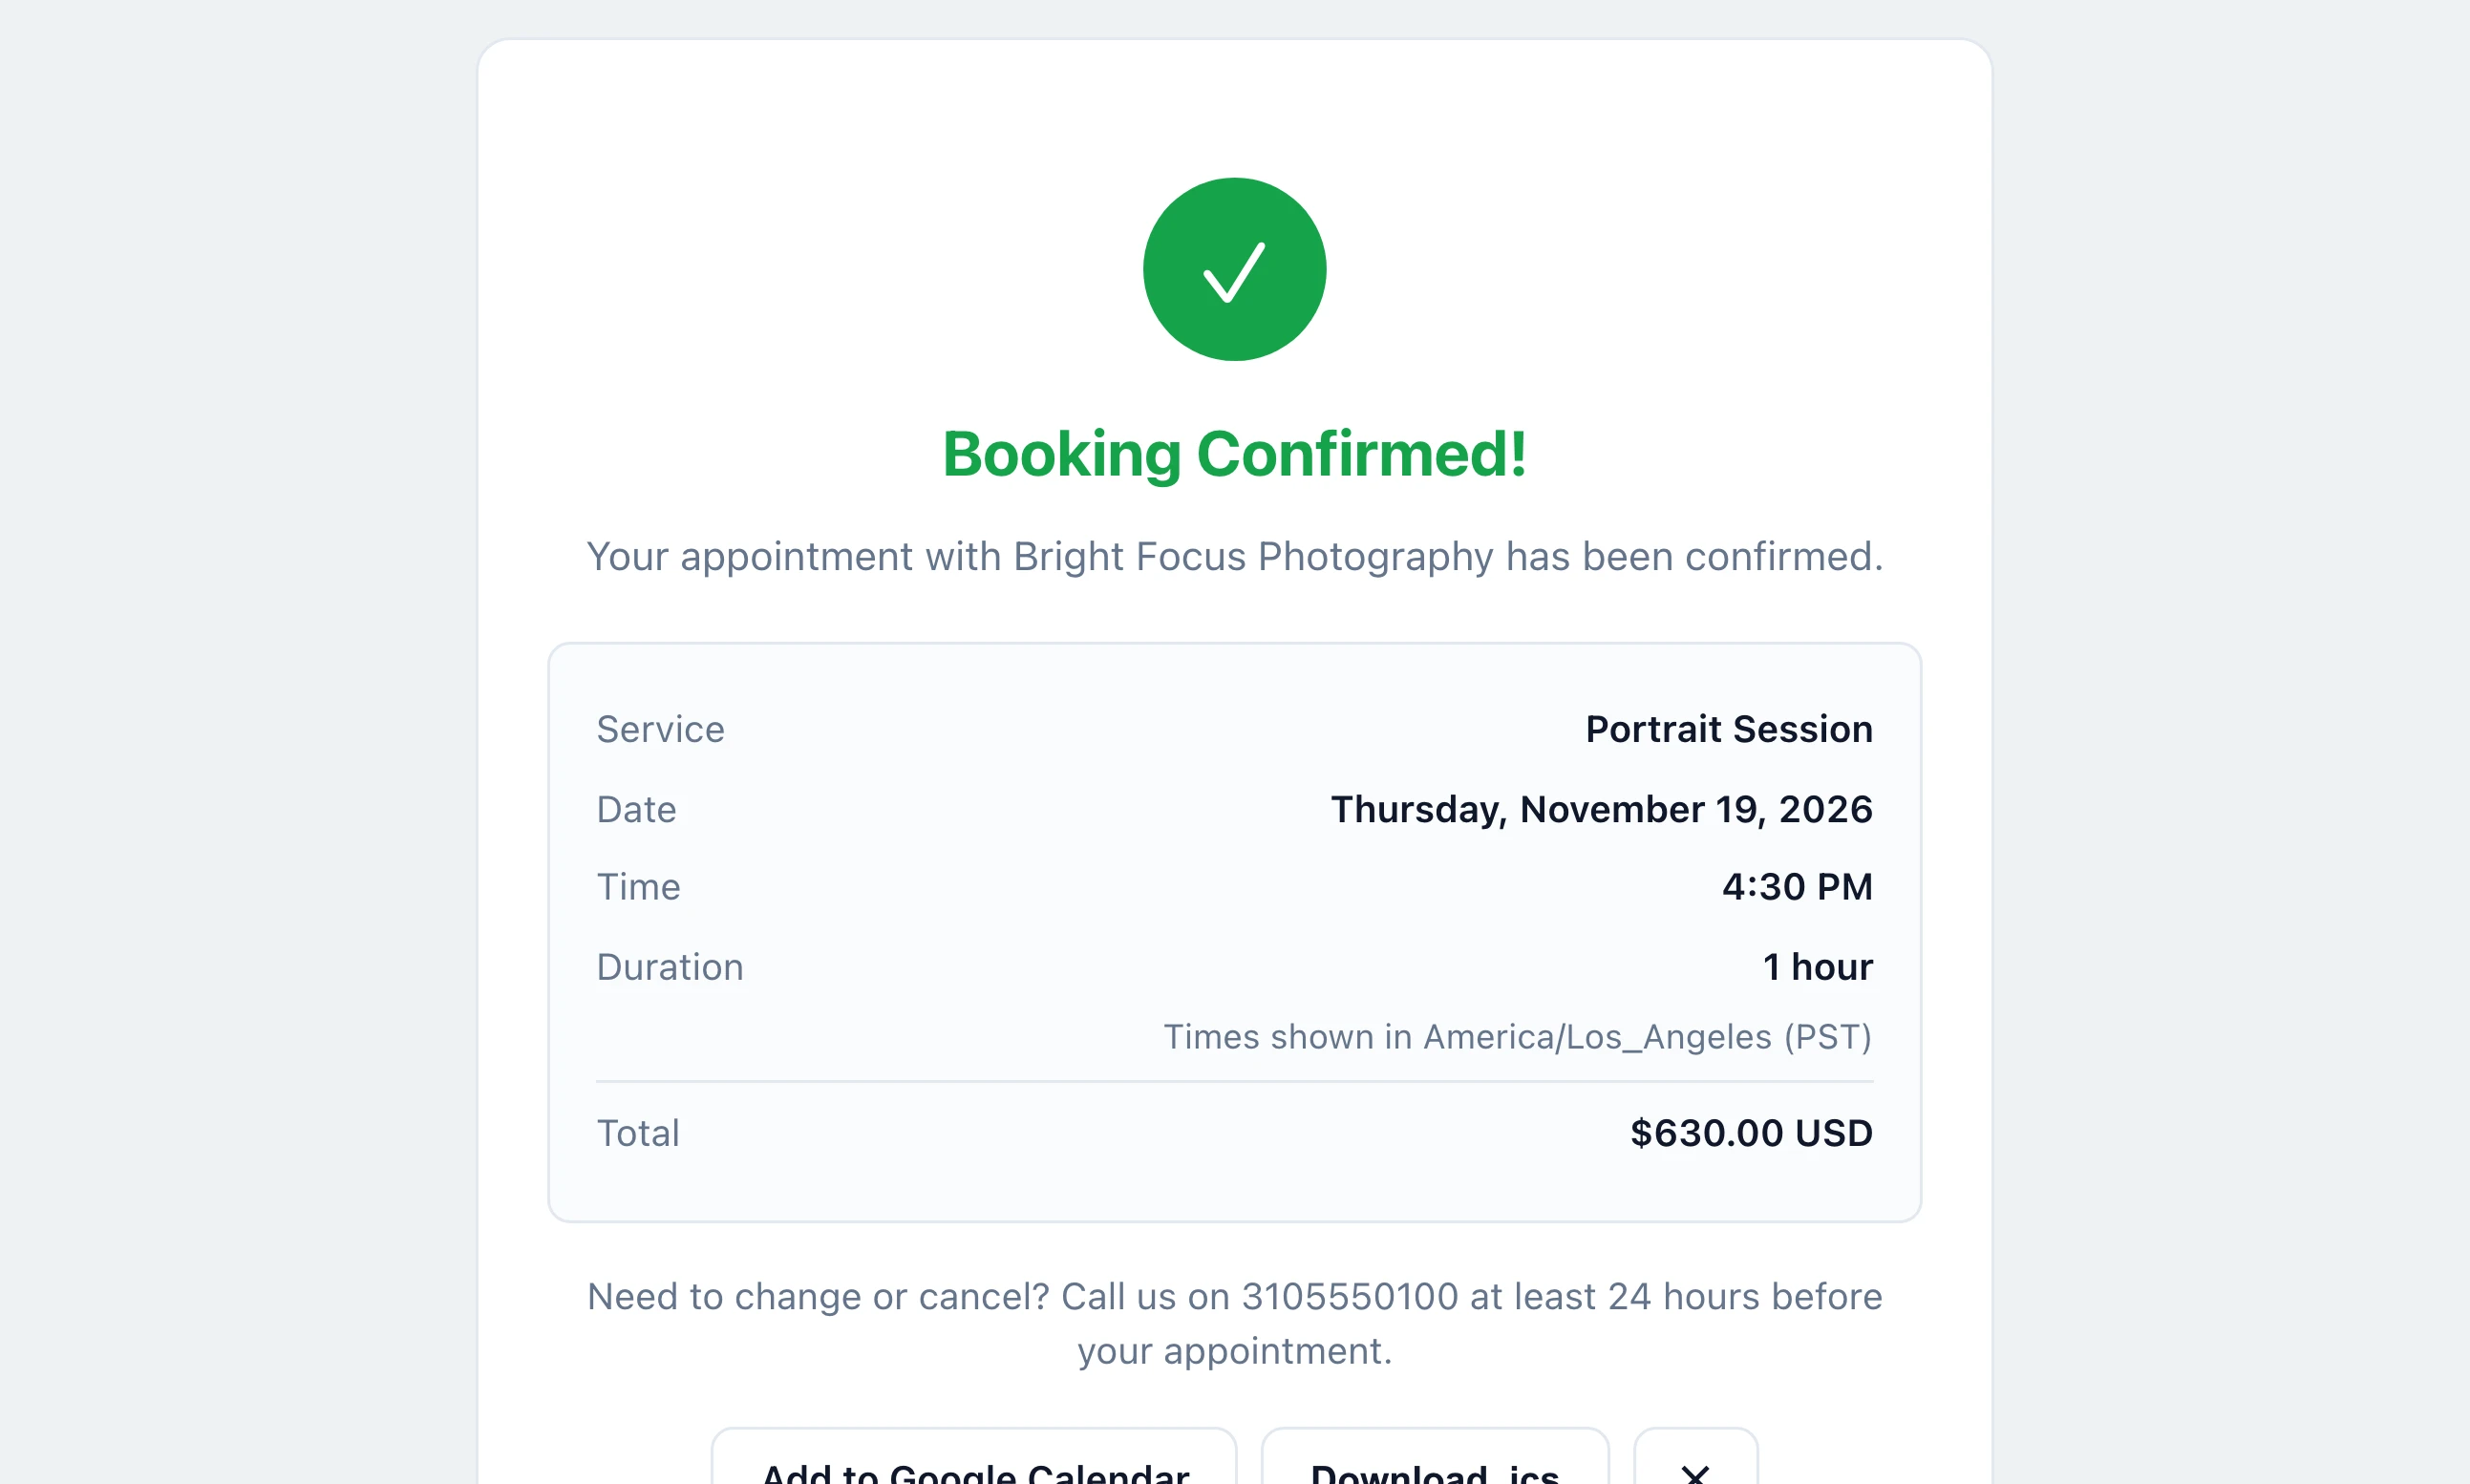 Booking Confirmed!
Your appointment with Bright Focus Photography has been confirmed.
Service Portrait Session
Date Thursday, November 19, 2026
Time 4:30 PM
Duration 1 hour
Times shown in America/Los_Angeles (PST)
Total $630.00 USD
Need to change or cancel? Call us on 3105550100 at least 24 hours before
your appointment.
Add to Google Calendar Download .ics ✕